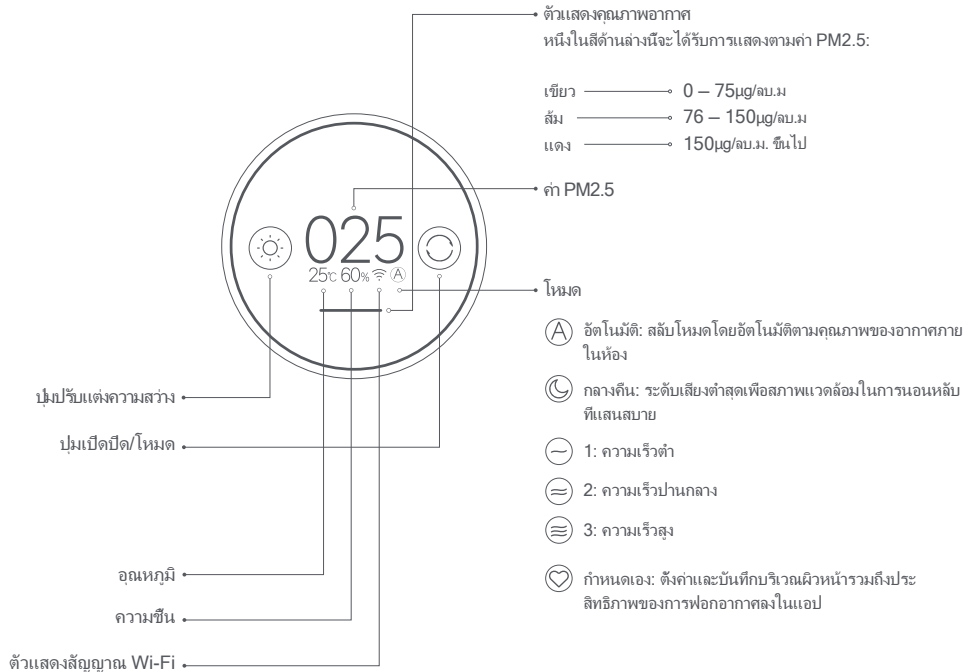 ตัวแสดงคุณภาพอากาศ
หนึ่งในสีด้านล่างนี้จะได้รับการแสดงตามค่า PM2.5:
เขียว 0 – 75µg/ลบ.ม
ส้ม 76 – 150µg/ลบ.ม
แดง 150µg/ลบ.ม. ขึ้นไป
ค่า PM2.5
025
25℃ 60% A
โหมด
A อัตโนมัติ: สลับโหมดโดยอัตโนมัติตามคุณภาพของอากาศภาย
ในห้อง
กลางคืน: ระดับเสียงต่ำสุดเพื่อสภาพแวดล้อมในการนอนหลับ
ที่แสนสบาย
1: ความเร็วต่ำ
2: ความเร็วปานกลาง
3: ความเร็วสูง
กำหนดเอง: ตั้งค่าและบันทึกบริเวณผิวหน้ารวมถึงประ
สิทธิภาพของการฟอกอากาศลงในแอป
ปุ่มปรับแต่งความสว่าง
ปุ่มเปิดปิด/โหมด
อุณหภูมิ
ความชื้น
ตัวแสดงสัญญาณ Wi-Fi